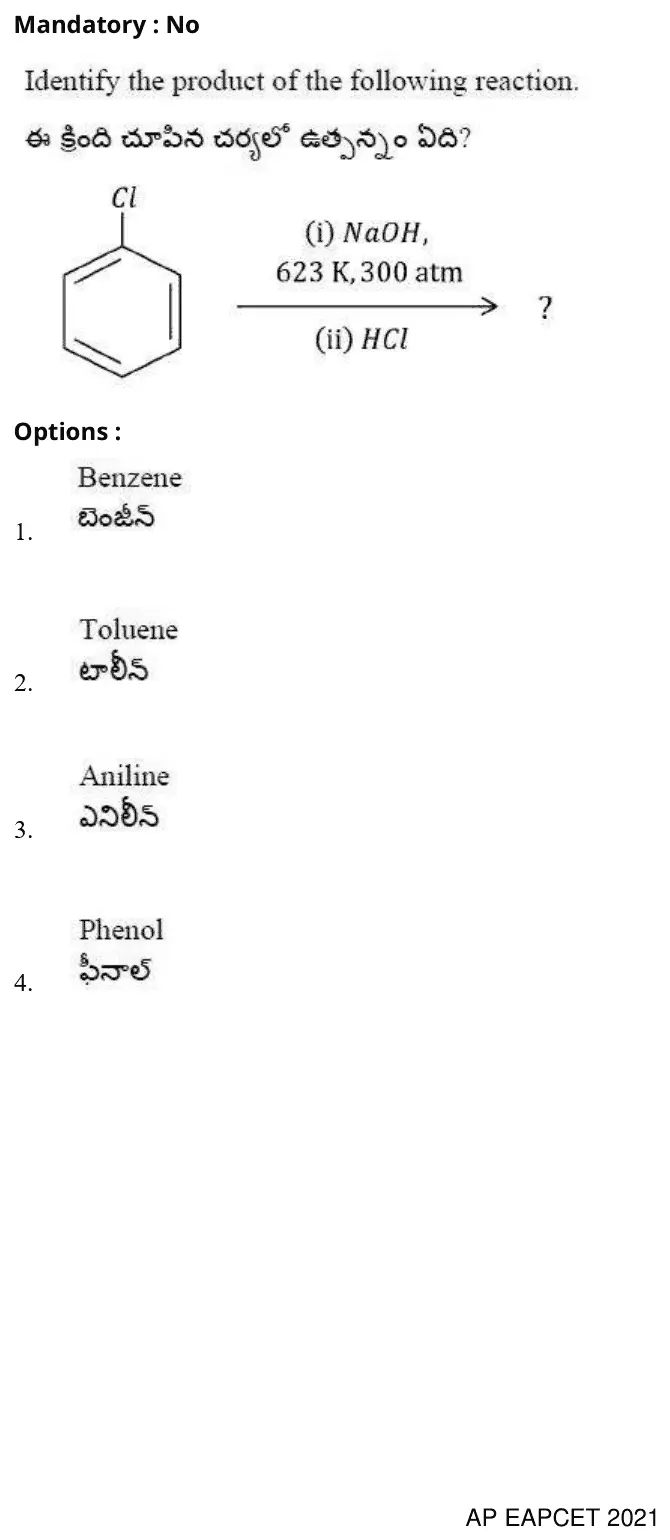 Mandatory : No
Identify the product of the following reaction.
ఈ క్రింది చూపిన చర్యలో ఉత్పన్నం ఏది?
Cl
(i) NaOH,
623 K, 300 atm
(ii) HCl
?
Options :
Benzene
బెంజీన్
1.
Toluene
టాలీన్
2.
Aniline
ఎనిలీన్
3.
Phenol
ఫీనాల్
4.
AP EAPCET 2021